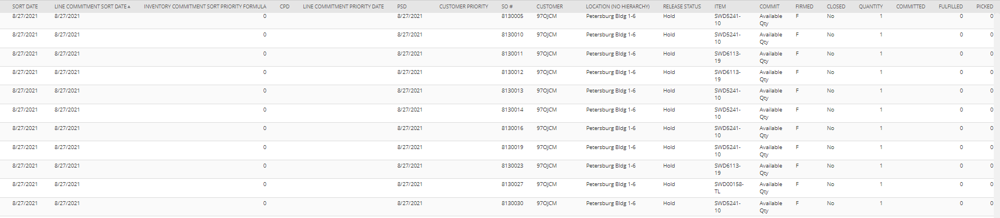 SORT DATE LINE COMMITMENT SORT DATE▲ INVENTORY COMMITMENT SORT PRIORITY FORMULA CPD LINE COMMITMENT PRIORITY DATE PSD CUSTOMER PRIORITY SO # CUSTOMER LOCATION (NO HIERARCHY) RELEASE STATUS ITEM COMMIT FIRMED CLOSED QUANTITY COMMITTED FULFILLED PICKED
8/27/2021 8/27/2021 0 8/27/2021 8130005 97OJCM Petersburg Bldg 1-6 Hold SWD5241- Available F No 1 0 0
10 Qty
8/27/2021 8/27/2021 0 8/27/2021 8130010 97OJCM Petersburg Bldg 1-6 Hold SWD5241- Available F No 1 0 0
10 Qty
8/27/2021 8/27/2021 0 8/27/2021 8130011 97OJCM Petersburg Bldg 1-6 Hold SWD6113- Available F No 1 0 0
19 Qty
8/27/2021 8/27/2021 0 8/27/2021 8130012 97OJCM Petersburg Bldg 1-6 Hold SWD6113- Available F No 1 0 0
19 Qty
8/27/2021 8/27/2021 0 8/27/2021 8130013 97OJCM Petersburg Bldg 1-6 Hold SWD5241- Available F No 1 0 0
10 Qty
8/27/2021 8/27/2021 0 8/27/2021 8130014 97OJCM Petersburg Bldg 1-6 Hold SWD5241- Available F No 1 0 0
10 Qty
8/27/2021 8/27/2021 0 8/27/2021 8130016 97OJCM Petersburg Bldg 1-6 Hold SWD5241- Available F No 1 0 0
10 Qty
8/27/2021 8/27/2021 0 8/27/2021 8130019 97OJCM Petersburg Bldg 1-6 Hold SWD5241- Available F No 1 0 0
10 Qty
8/27/2021 8/27/2021 0 8/27/2021 8130023 97OJCM Petersburg Bldg 1-6 Hold SWD6113- Available F No 1 0 0
19 Qty
8/27/2021 8/27/2021 0 8/27/2021 8130027 97OJCM Petersburg Bldg 1-6 Hold SWD00158- Available F No 1 0 0
TL Qty
8/27/2021 8/27/2021 0 8/27/2021 8130030 97OJCM Petersburg Bldg 1-6 Hold SWD5241- Available F No 1 0 0
10 Qty